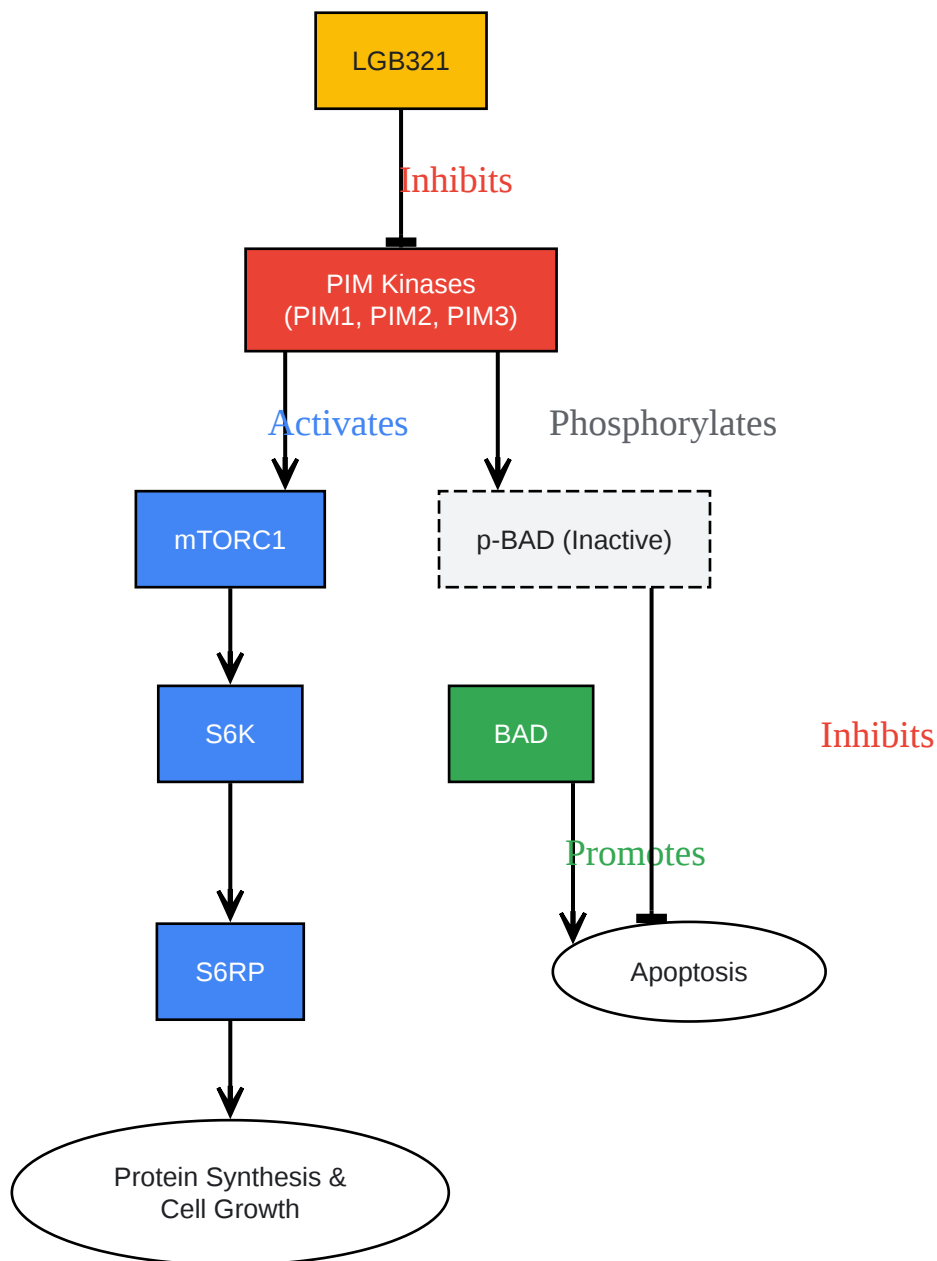 LGB321
Inhibits
PIM Kinases
(PIM1, PIM2, PIM3)
Activates
Phosphorylates
mTORC1
p-BAD (Inactive)
S6K
BAD
Inhibits
Promotes
S6RP
Apoptosis
Protein Synthesis &
Cell Growth